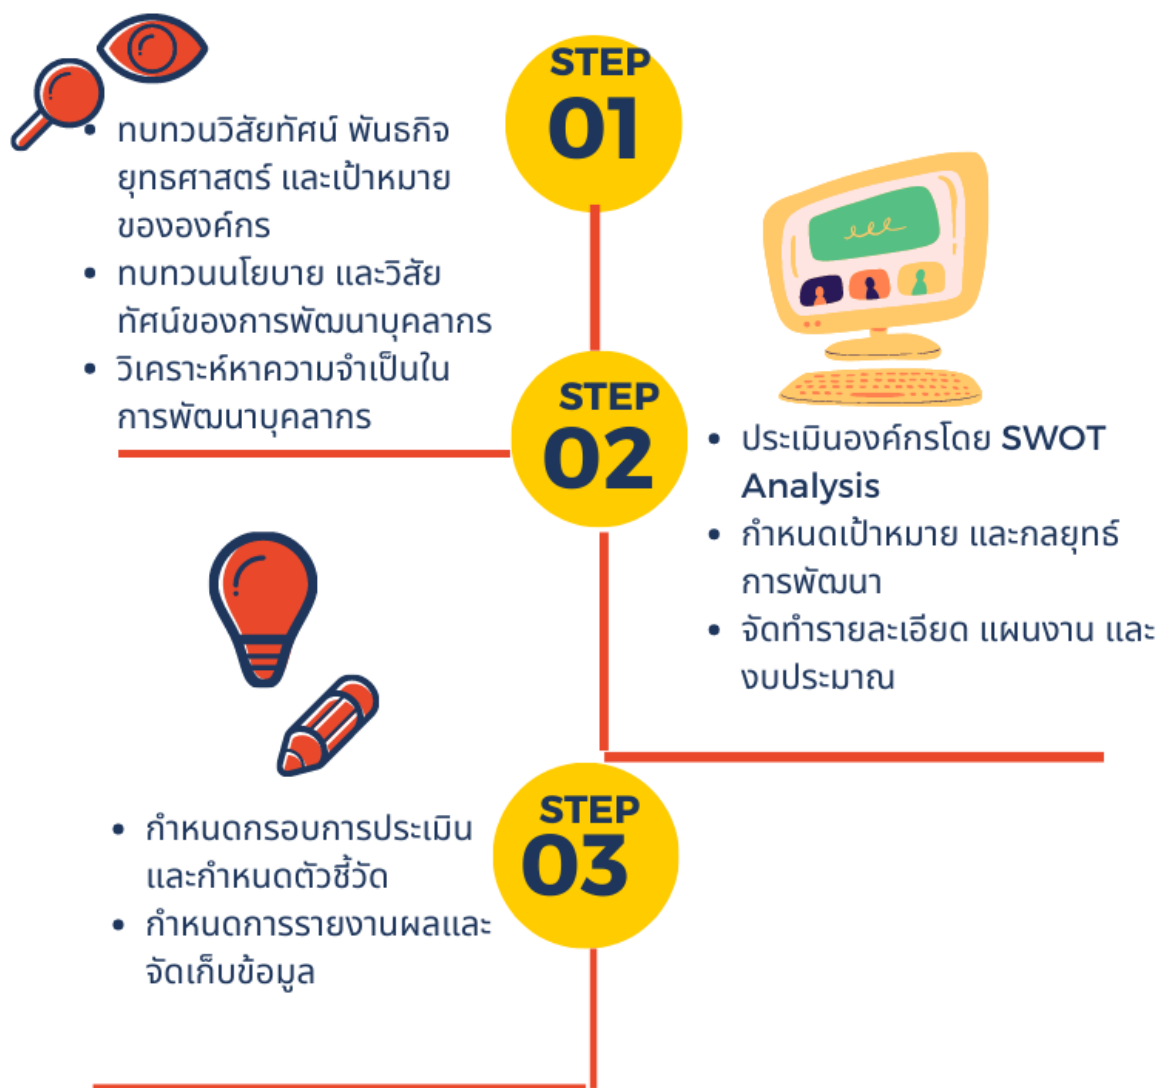 STEP
01
• ทบทวนวิสัยทัศน์ พันธกิจ
ยุทธศาสตร์ และเป้าหมาย
ขององค์กร
• ทบทวนนโยบาย และวิสัย
ทัศน์ของการพัฒนาบุคลากร
• วิเคราะห์หาความจำเป็นใน
การพัฒนาบุคลากร
STEP
02
• ประเมินองค์กรโดย SWOT
Analysis
• กำหนดเป้าหมาย และกลยุทธ์
การพัฒนา
• จัดทำรายละเอียด แผนงาน และ
งบประมาณ
STEP
03
• กำหนดกรอบการประเมิน
และกำหนดตัวชี้วัด
• กำหนดการรายงานผลและ
จัดเก็บข้อมูล